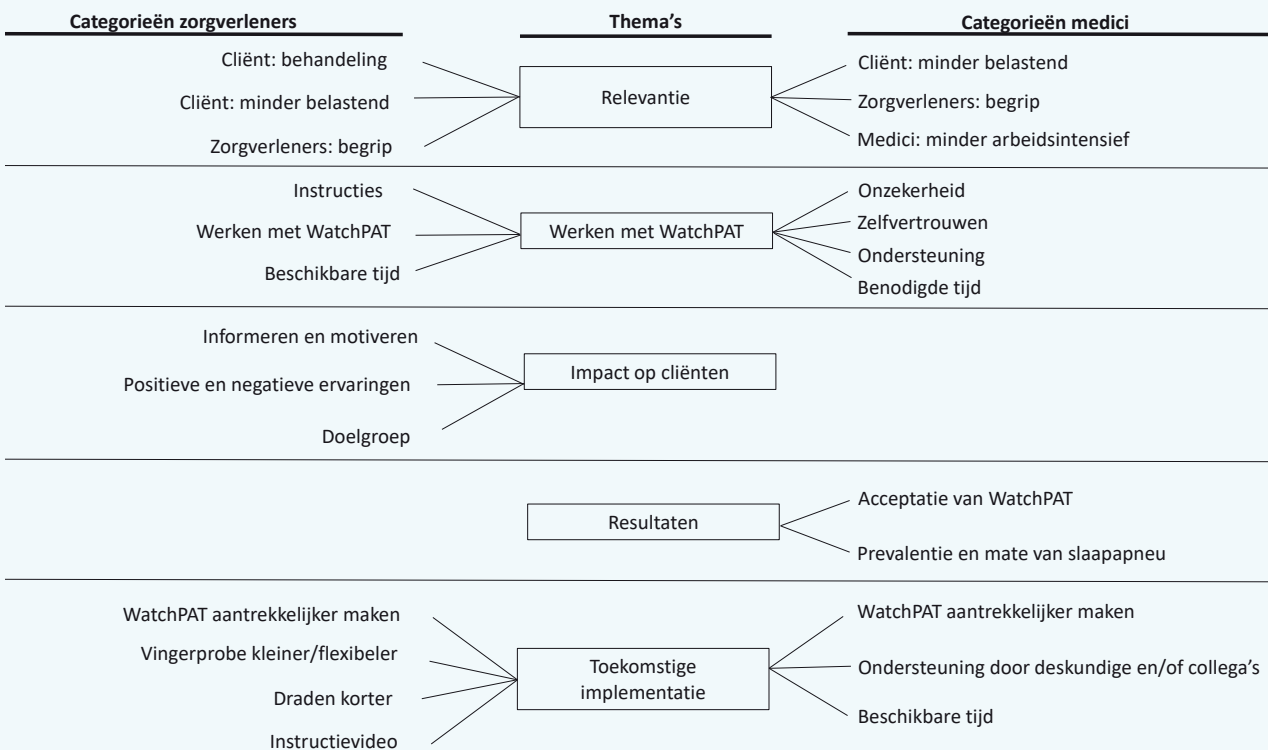 Categorieën zorgverleners
Thema's
Categorieën medici
Cliënt: behandeling
Cliënt: minder belastend
Zorgverleners: begrip
Relevantie
Cliënt: minder belastend
Zorgverleners: begrip
Medici: minder arbeidsintensief
Instructies
Werken met WatchPAT
Beschikbare tijd
Werken met WatchPAT
Onzekerheid
Zelfvertrouwen
Ondersteuning
Benodigde tijd
Informeren en motiveren
Positieve en negatieve ervaringen
Doelgroep
Impact op cliënten
Resultaten
Acceptatie van WatchPAT
Prevalentie en mate van slaapapneu
WatchPAT aantrekkelijker maken
Vingerprobe kleiner/flexibeler
Draden korter
Instructievideo
Toekomstige
implementatie
WatchPAT aantrekkelijker maken
Ondersteuning door deskundige en/of collega's
Beschikbare tijd